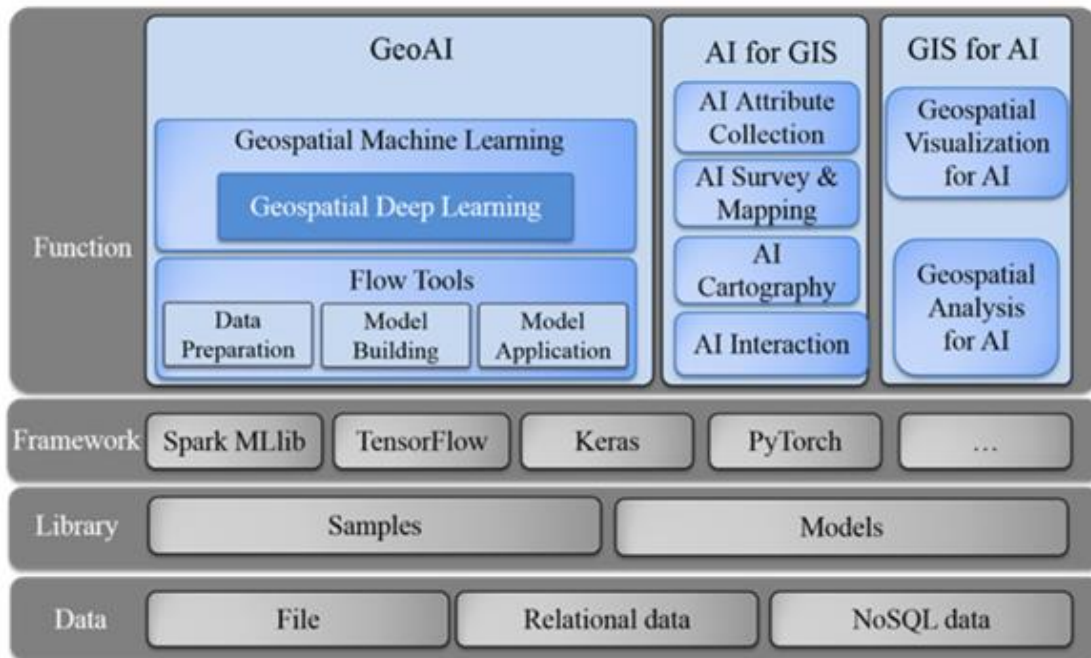 Function
GeoAI
Geospatial Machine Learning
Geospatial Deep Learning
Flow Tools
Data
Preparation
Model
Building
Model
Application
AI for GIS
AI Attribute
Collection
AI Survey &
Mapping
AI
Cartography
AI Interaction
GIS for AI
Geospatial
Visualization
for AI
Geospatial
Analysis
for AI
Framework
Spark MLlib
TensorFlow
Keras
PyTorch
…
Library
Samples
Models
Data
File
Relational data
NoSQL data